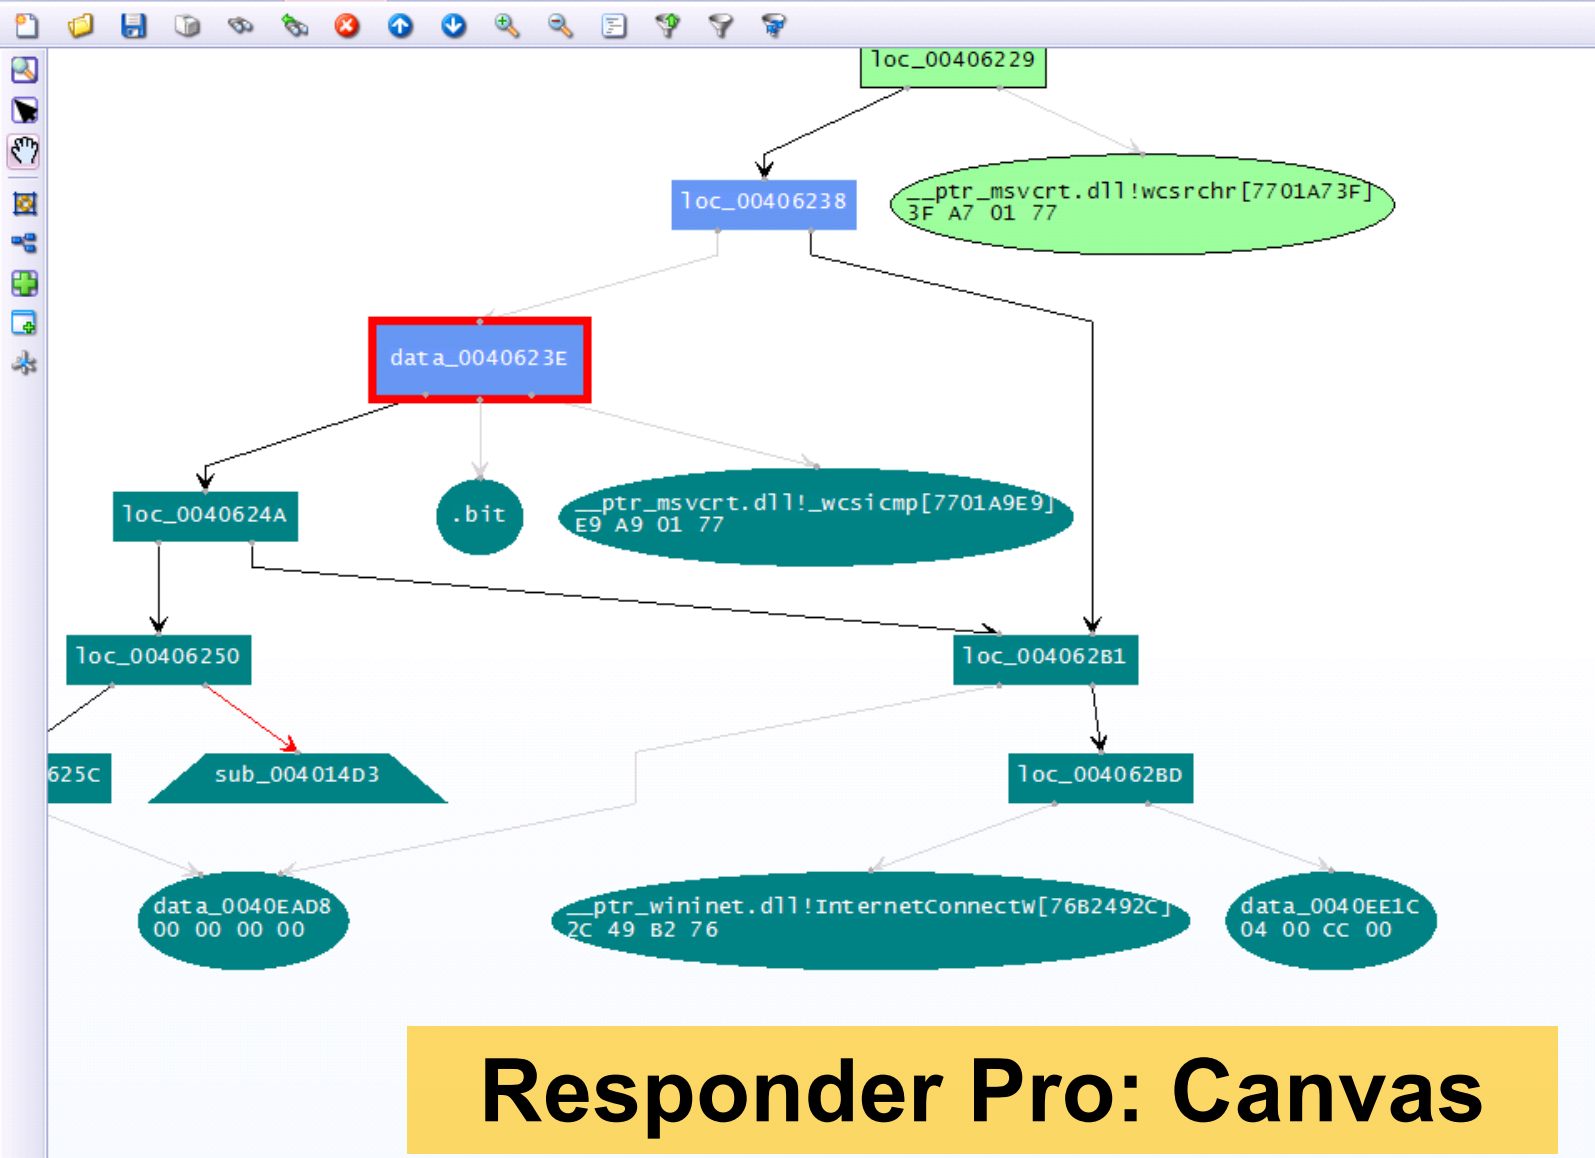 loc_00406229
loc_00406238
__ptr_msvcrt.dll!wcsrchr[7701A73F]
3F A7 01 77
data_0040623E
loc_0040624A
.bit
__ptr_msvcrt.dll!_wcsicmp[7701A9E9]
E9 A9 01 77
loc_00406250
loc_004062B1
625C
sub_004014D3
loc_004062BD
data_0040EAD8
00 00 00 00
__ptr_wininet.dll!InternetConnectW[76B2492C]
2C 49 B2 76
data_0040EE1C
04 00 CC 00
Responder Pro: Canvas